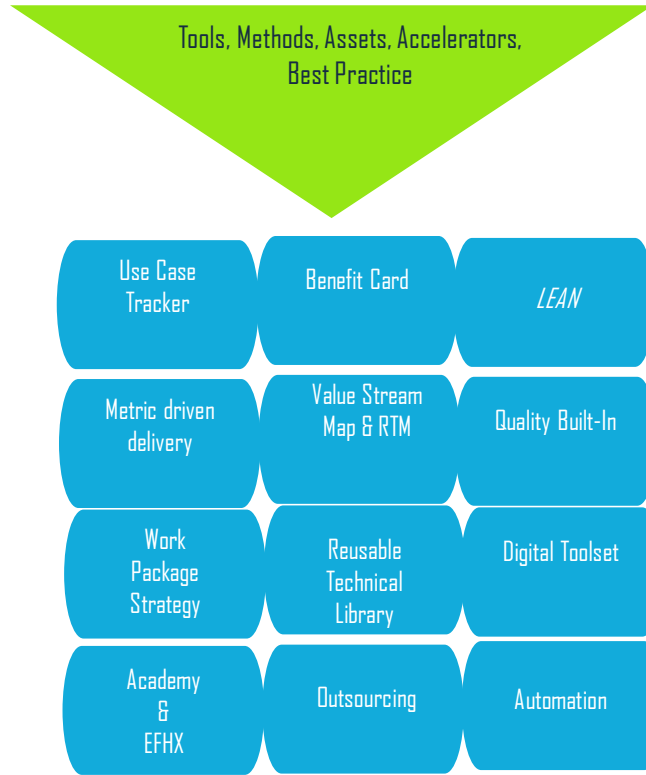 Tools, Methods, Assets, Accelerators,
Best Practice
Use Case
Tracker
Benefit Card
LEAN
Metric driven
delivery
Value Stream
Map & RTM
Quality Built-In
Work
Package
Strategy
Reusable
Technical
Library
Digital Toolset
Academy
&
EFHX
Outsourcing
Automation